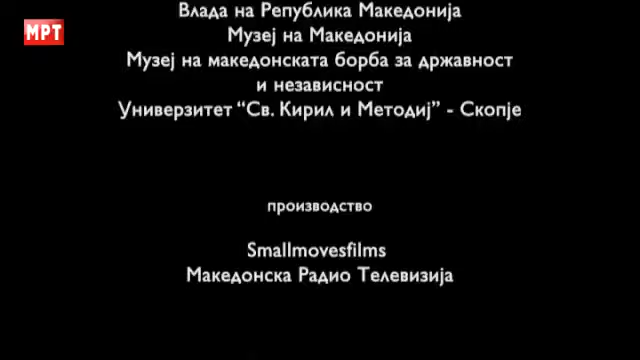 МРТ
Влада на Република Македонија
Музеј на Македонија
Музеј на македонската борба за државност
и независност
Универзитет “Св. Кирил и Методиј” - Скопје
производство
Smallmovesfilms
Македонска Радио Телевизија